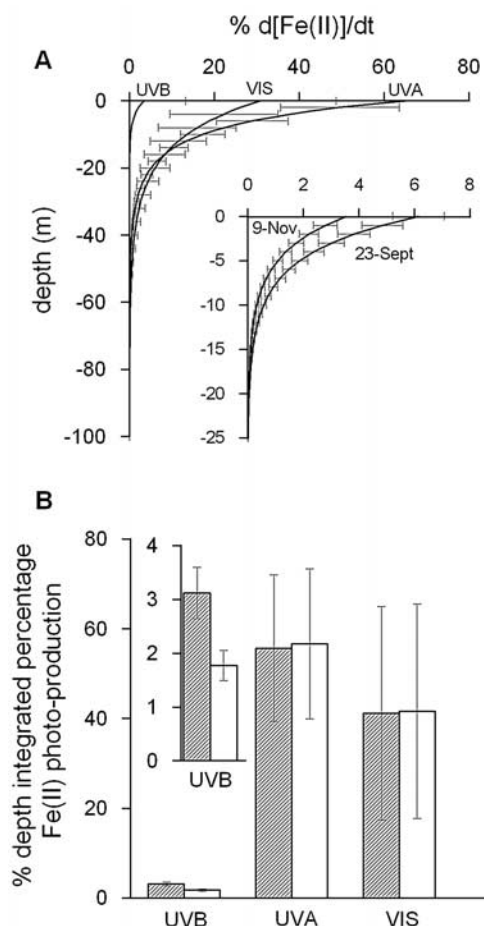 % d[Fe(II)]/dt
A
0 20 40 60 80
UVB VIS UVA
0
-20
-40
-60
-80
-100
depth (m)
0 2 4 6 8
0
-5
-10
-15
-20
-25
9-Nov
23-Sept
B
% depth integrated percentage
Fe(II) photo-production
80
60
40
20
0
4
3
2
1
0
UVB
UVB UVA VIS